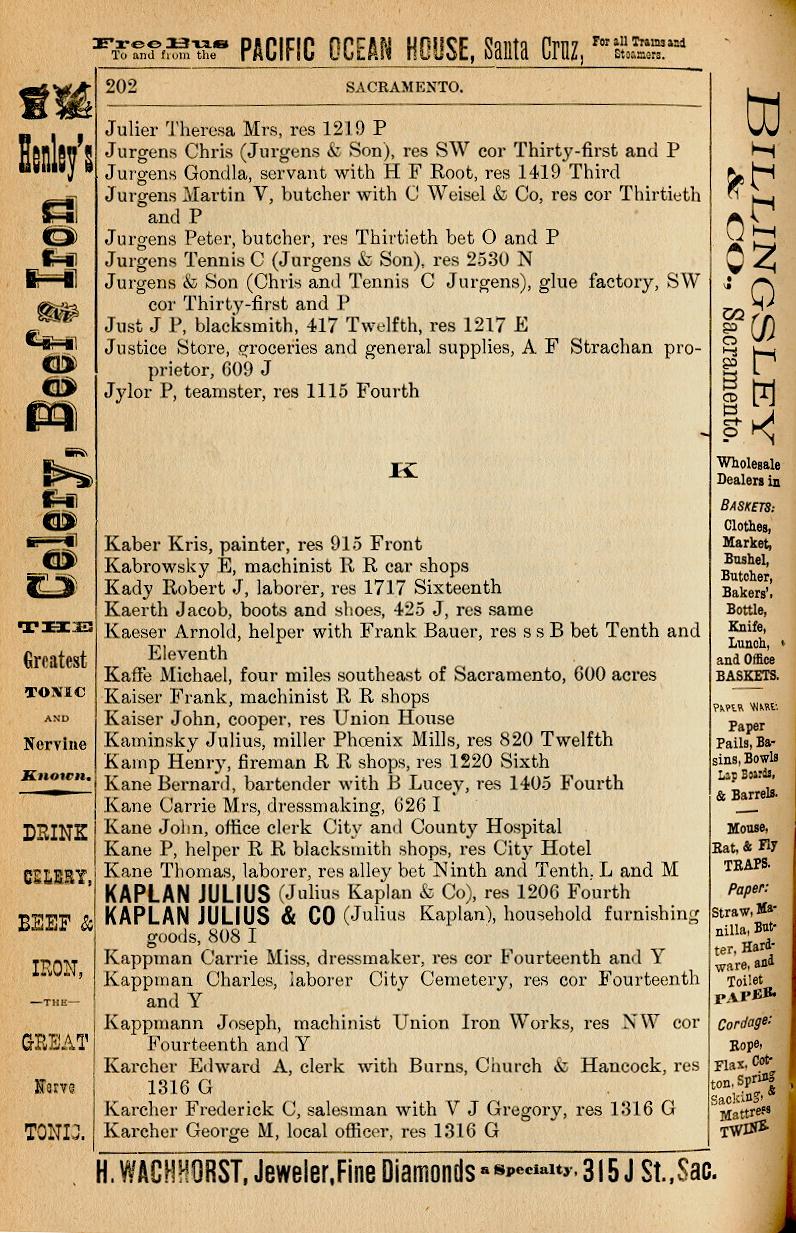 Free Bus
To and from the
PACIFIC OCEAN HOUSE, Santa Cruz,
For all Trains and
Steamers.
202
SACRAMENTO.
Julier Theresa Mrs, res 1219 P
Jurgens Chris (Jurgens & Son), res SW cor Thirty-first and P
Jurgens Gondla, servant with H F Root, res 1419 Third
Jurgens Martin V, butcher with C Weisel & Co, res cor Thirtieth
and P
Jurgens Peter, butcher, res Thirtieth bet O and P
Jurgens Tennis C (Jurgens & Son), res 2530 N
Jurgens & Son (Chris and Tennis C Jurgens), glue factory, SW
cor Thirty-first and P
Just J P, blacksmith, 417 Twelfth, res 1217 E
Justice Store, groceries and general supplies, A F Strachan pro-
prietor, 609 J
Jylor P, teamster, res 1115 Fourth
K
Kaber Kris, painter, res 915 Front
Kabrowsky E, machinist R R car shops
Kady Robert J, laborer, res 1717 Sixteenth
Kaerth Jacob, boots and shoes, 425 J, res same
Kaeser Arnold, helper with Frank Bauer, res s s B bet Tenth and
Eleventh
Kaffe Michael, four miles southeast of Sacramento, 600 acres
Kaiser Frank, machinist R R shops
Kaiser John, cooper, res Union House
Kaminsky Julius, miller Phœnix Mills, res 820 Twelfth
Kamp Henry, fireman R R shops, res 1220 Sixth
Kane Bernard, bartender with B Lucey, res 1405 Fourth
Kane Carrie Mrs, dressmaking, 626 I
Kane John, office clerk City and County Hospital
Kane P, helper R R blacksmith shops, res City Hotel
Kane Thomas, laborer, res alley bet Ninth and Tenth, L and M
KAPLAN JULIUS (Julius Kaplan & Co), res 1206 Fourth
KAPLAN JULIUS & CO (Julius Kaplan), household furnishing
goods, 808 I
Kappman Carrie Miss, dressmaker, res cor Fourteenth and Y
Kappman Charles, laborer City Cemetery, res cor Fourteenth
and Y
Kappmann Joseph, machinist Union Iron Works, res NW cor
Fourteenth and Y
Karcher Edward A, clerk with Burns, Church & Hancock, res
1316 G
Karcher Frederick C, salesman with V J Gregory, res 1316 G
Karcher George M, local officer, res 1316 G
H. WACHHORST, Jeweler, Fine Diamonds a Specialty, 315 J St., Sac.
Henley's
Celery, Beef and Iron
THE
Greatest
TONIC
AND
Nervine
Known.
DRINK
CELERY,
BEEF &
IRON,
—THE—
GREAT
Nerve
TONIC.
BILLINGSLEY
& CO., Sacramento.
Wholesale
Dealers in
BASKETS:
Clothes,
Market,
Bushel,
Butcher,
Bakers',
Bottle,
Knife,
Lunch,
and Office
BASKETS.
PAPER WARE:
Paper
Pails, Ba-
sins, Bowls
Lap Boards,
& Barrels.
Mouse,
Rat, & Fly
TRAPS.
Paper:
Straw, Ma-
nilla, But-
ter, Hard-
ware, and
Toilet
PAPER.
Cordage:
Rope,
Flax, Cot-
ton, Spring
Sacking, &
Mattress
TWINE.